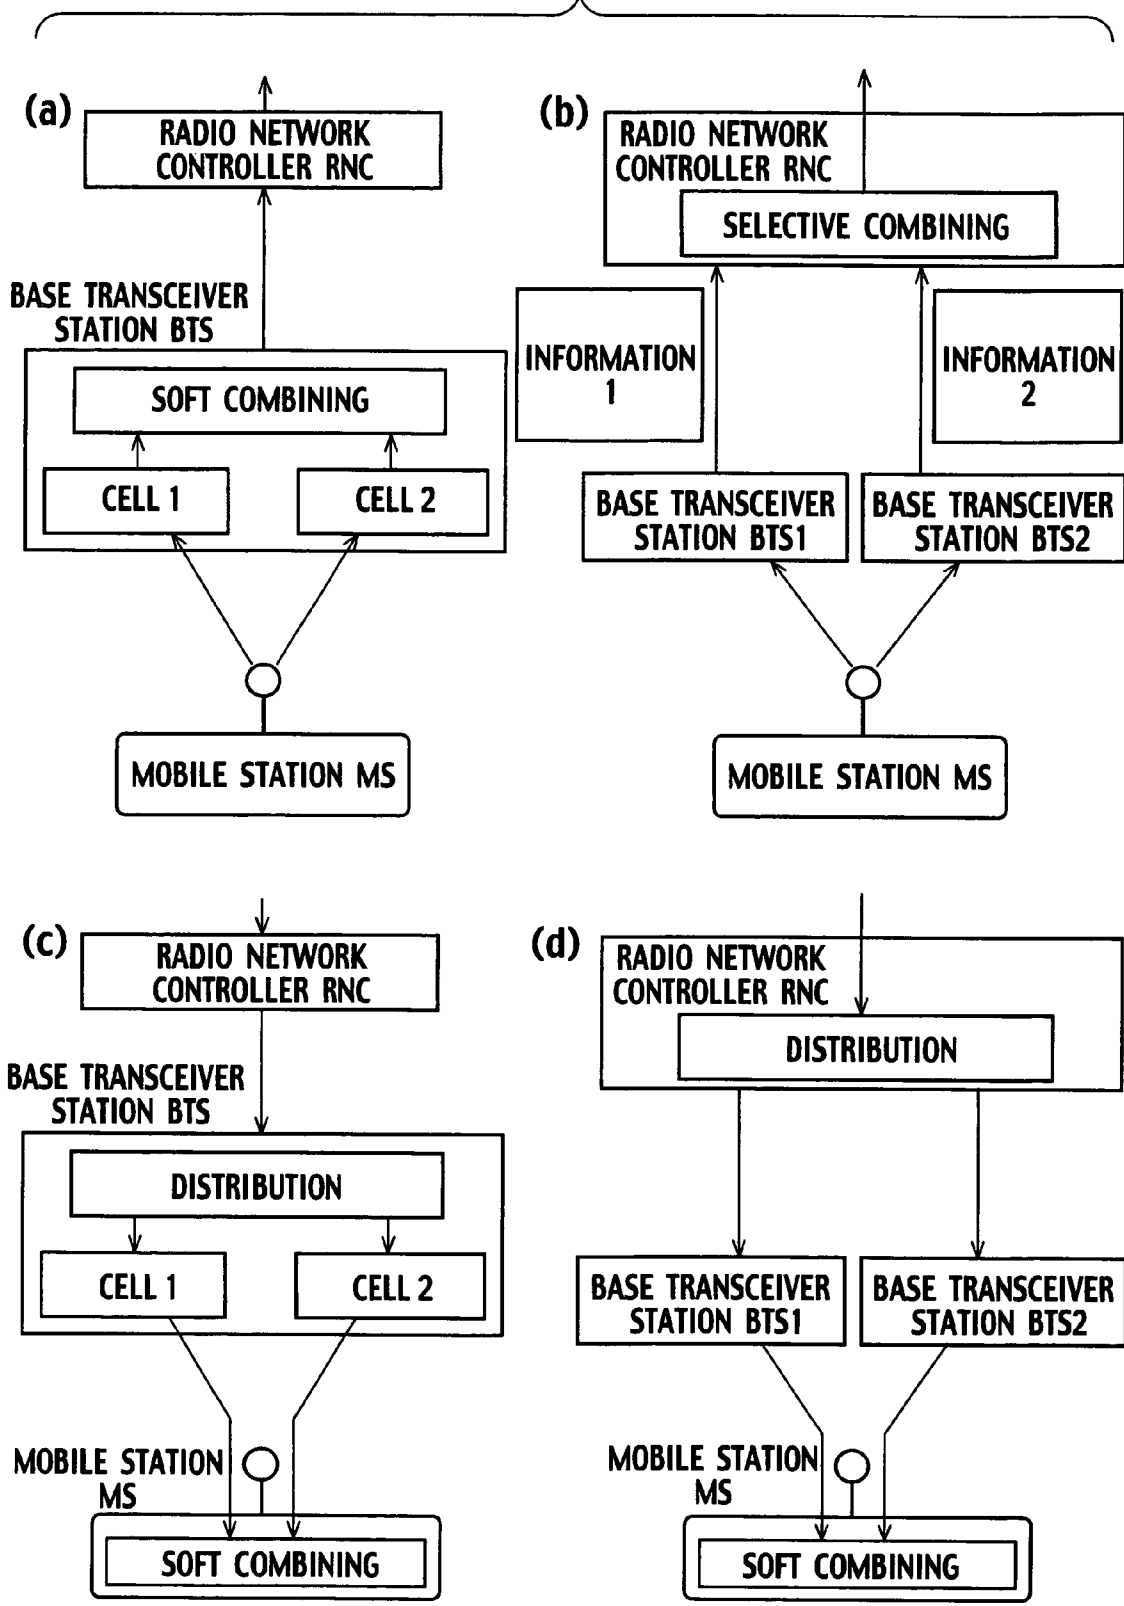 (a)
RADIO NETWORK
CONTROLLER RNC
BASE TRANSCEIVER
STATION BTS
SOFT COMBINING
CELL 1
CELL 2
MOBILE STATION MS
(b)
RADIO NETWORK
CONTROLLER RNC
SELECTIVE COMBINING
INFORMATION
1
INFORMATION
2
BASE TRANSCEIVER
STATION BTS1
BASE TRANSCEIVER
STATION BTS2
MOBILE STATION MS
(c)
RADIO NETWORK
CONTROLLER RNC
BASE TRANSCEIVER
STATION BTS
DISTRIBUTION
CELL 1
CELL 2
MOBILE STATION
MS
SOFT COMBINING
(d)
RADIO NETWORK
CONTROLLER RNC
DISTRIBUTION
BASE TRANSCEIVER
STATION BTS1
BASE TRANSCEIVER
STATION BTS2
MOBILE STATION
MS
SOFT COMBINING